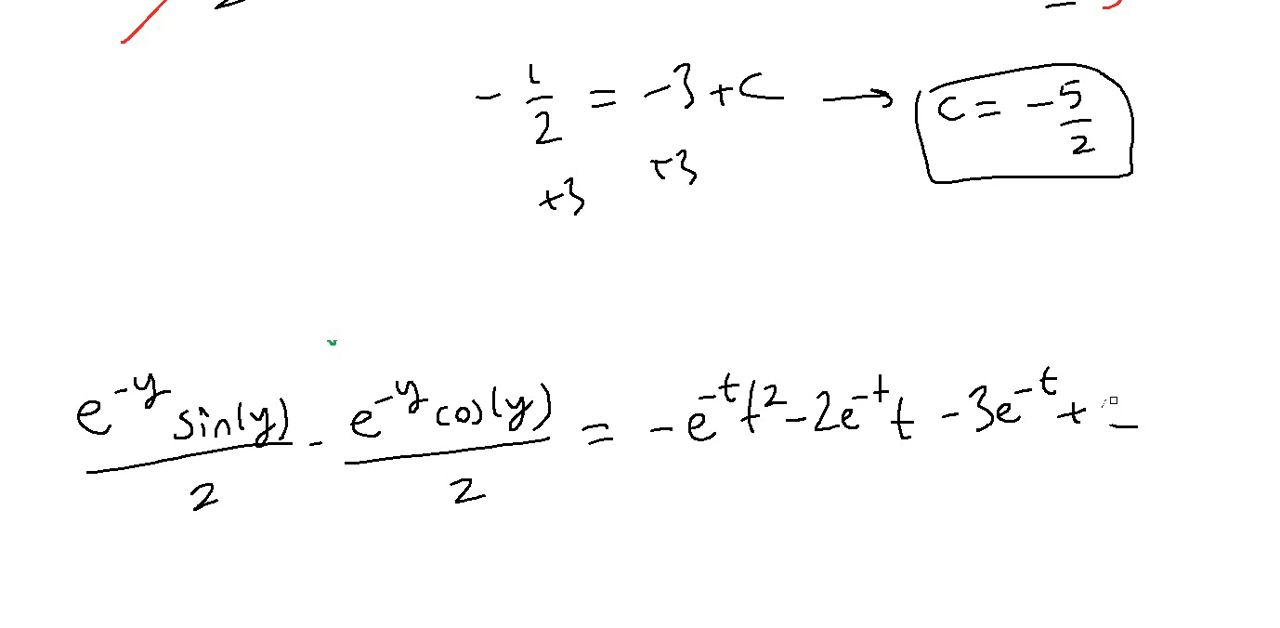 - 1/2 = -3 + C → C = -5/2
+3 +3
e^{-y} sin(y)/2 - e^{-y} cos(y)/2 = -e^{-t} t^2 - 2e^{-t} t - 3e^{-t} + -